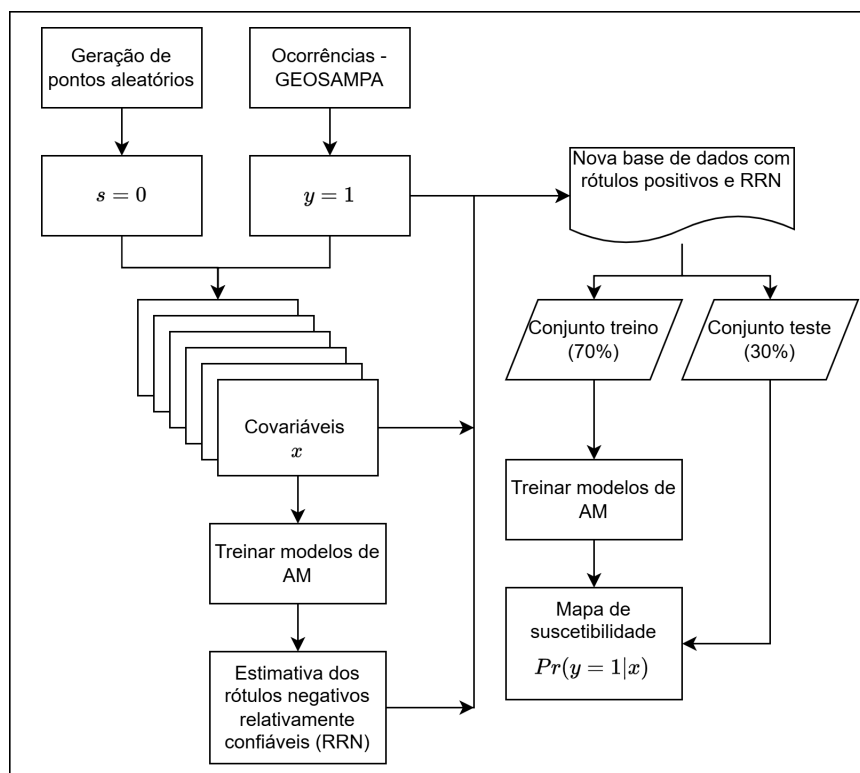 Geração de
pontos aleatórios
Ocorrências -
GEOSAMPA
s = 0
y = 1
Nova base de dados com
rótulos positivos e RRN
Conjunto treino
(70%)
Conjunto teste
(30%)
Covariáveis
x
Treinar modelos de
AM
Treinar modelos de
AM
Mapa de
suscetibilidade
Pr(y = 1|x)
Estimativa dos
rótulos negativos
relativamente
confiáveis (RRN)